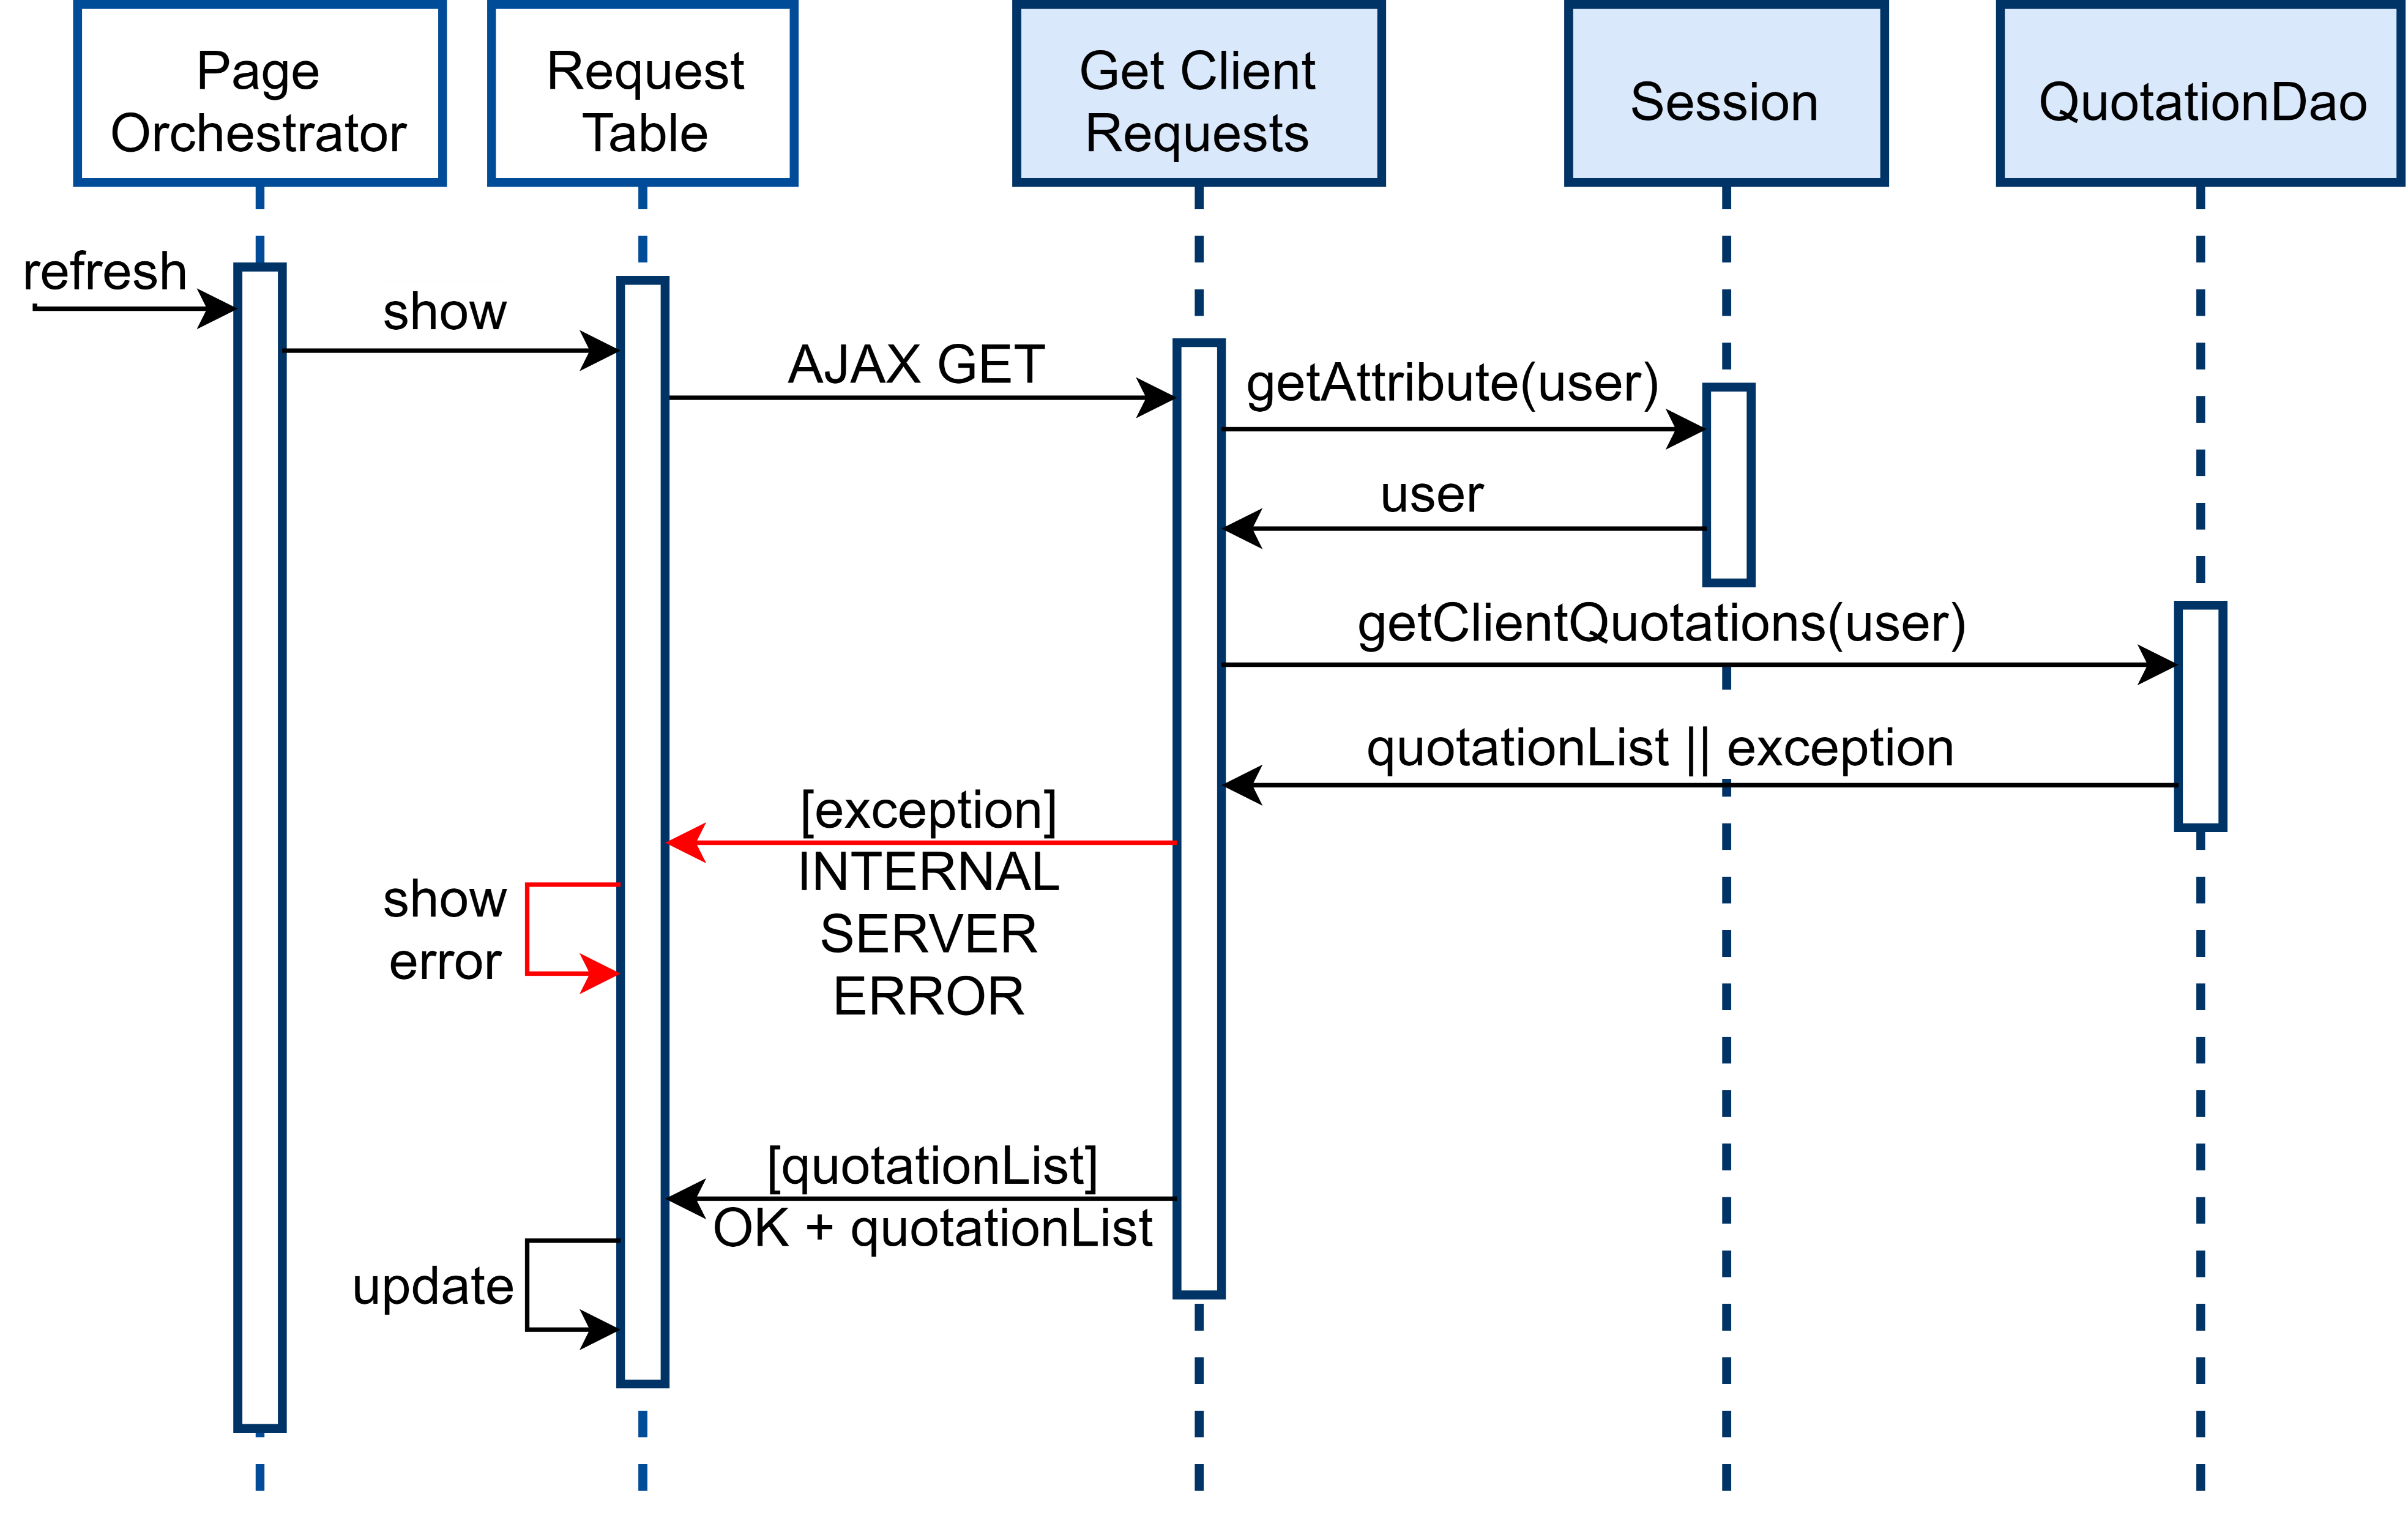 Page
Orchestrator
Request
Table
Get Client
Requests
Session
QuotationDao
refresh
show
AJAX GET
getAttribute(user)
user
getClientQuotations(user)
quotationList || exception
[exception]
INTERNAL
SERVER
ERROR
show
error
[quotationList]
OK + quotationList
update